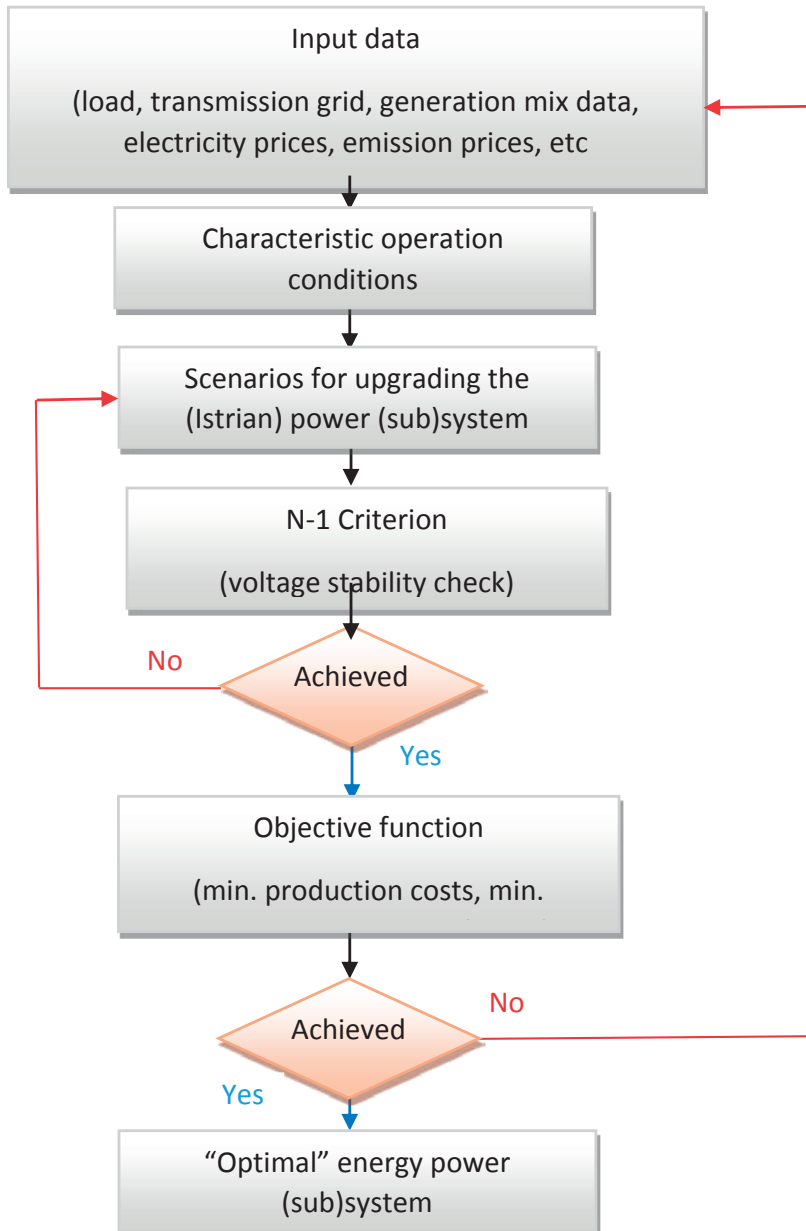 Input data
(load, transmission grid, generation mix data,
electricity prices, emission prices, etc
Characteristic operation
conditions
Scenarios for upgrading the
(Istrian) power (sub)system
N-1 Criterion
(voltage stability check)
Achieved
No
Yes
Objective function
(min. production costs, min.
Achieved
No
Yes
“Optimal” energy power
(sub)system